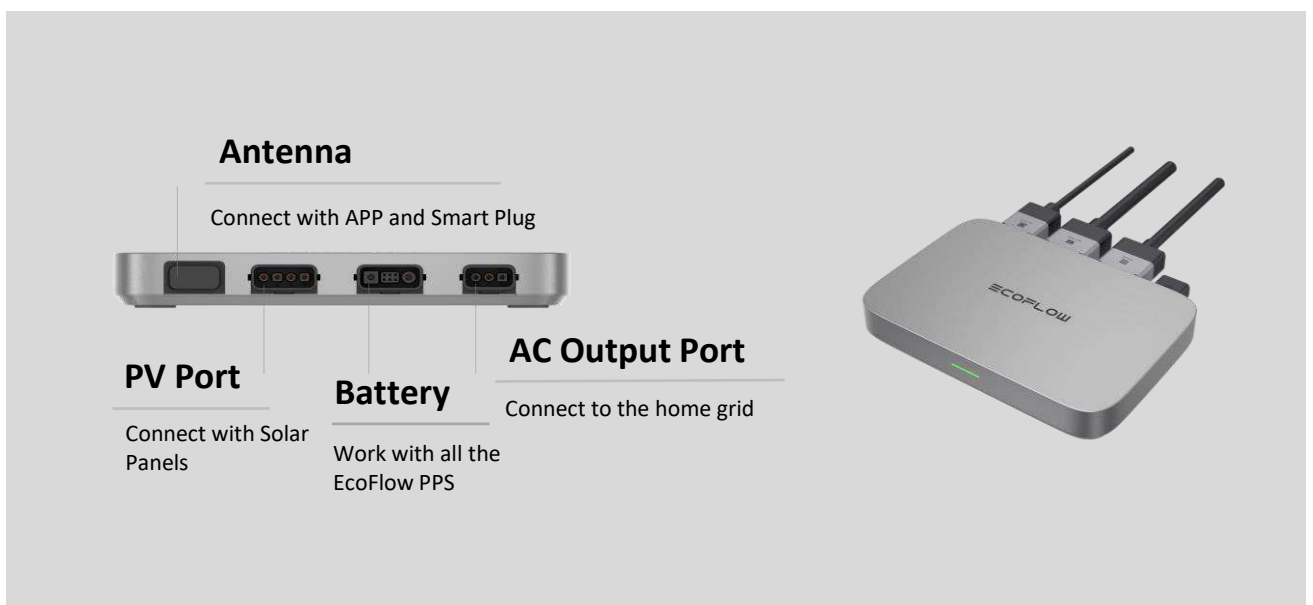 Antenna
Connect with APP and Smart Plug
PV Port
Connect with Solar
Panels
Battery
Work with all the
EcoFlow PPS
AC Output Port
Connect to the home grid
ECOFLOW